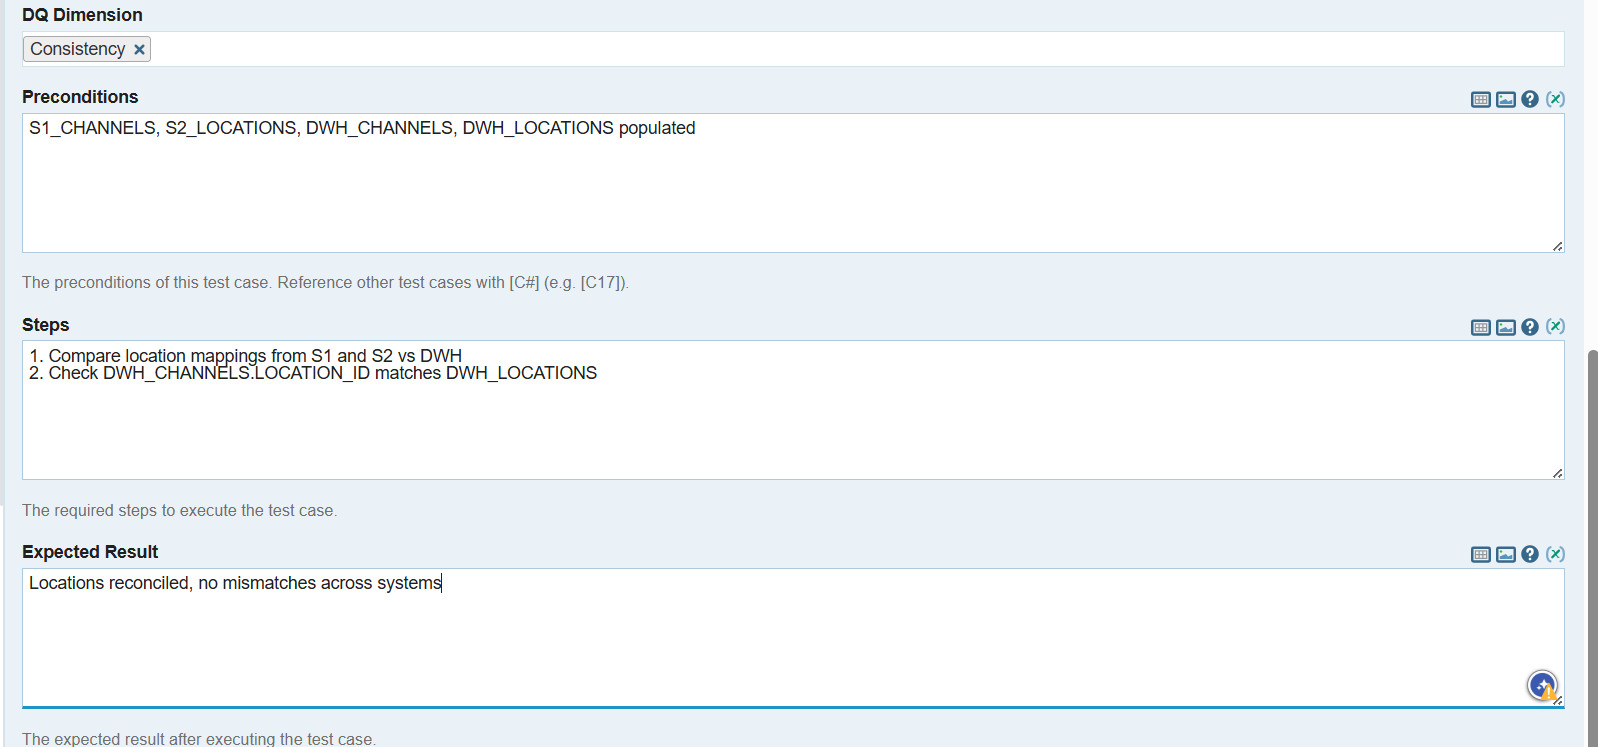 DQ Dimension
Consistency ×
Preconditions
S1_CHANNELS, S2_LOCATIONS, DWH_CHANNELS, DWH_LOCATIONS populated
The preconditions of this test case. Reference other test cases with [C#] (e.g. [C17]).
Steps
1. Compare location mappings from S1 and S2 vs DWH
2. Check DWH_CHANNELS.LOCATION_ID matches DWH_LOCATIONS
The required steps to execute the test case.
Expected Result
Locations reconciled, no mismatches across systems
The expected result after executing the test case.